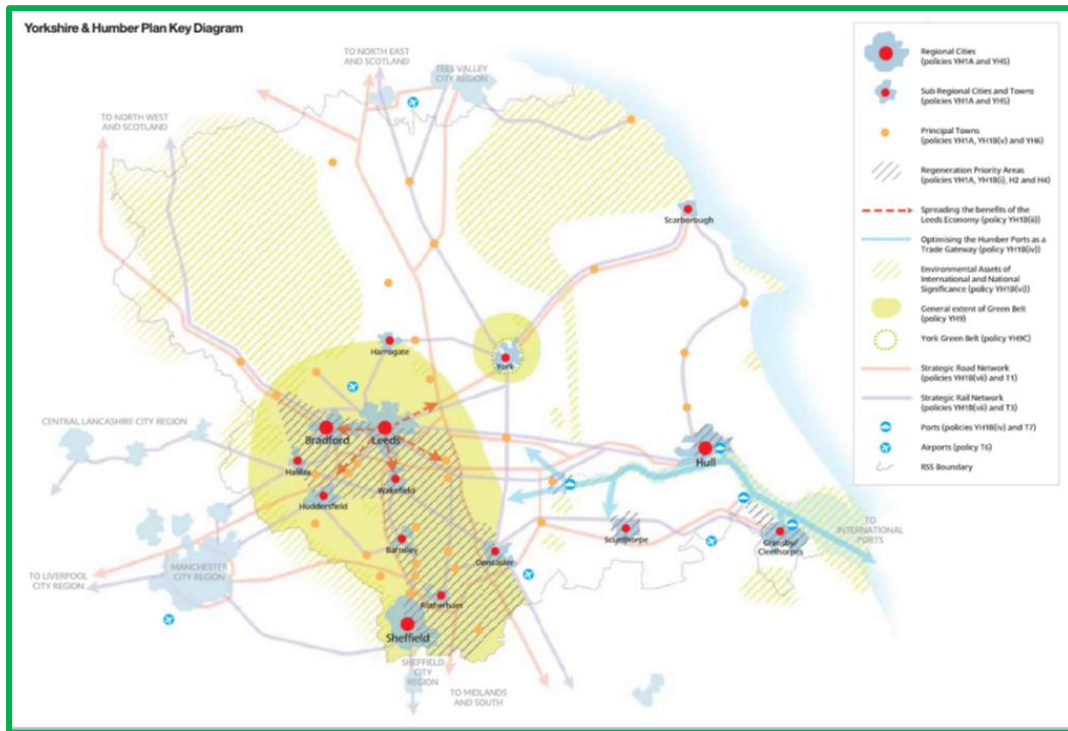 Yorkshire & Humber Plan Key Diagram
TO NORTH EAST
AND SCOTLAND
TEES VALLEY
CITY REGION
TO NORTH WEST
AND SCOTLAND
Scarborough
Harrogate
York
CENTRAL LANCASHIRE CITY REGION
Bradford
Leeds
Hull
Halifax
Wakefield
Huddersfield
Scunthorpe
Grimsby/
Cleethorpes
TO
INTERNATIONAL
PORTS
Barnsley
Doncaster
MANCHESTER
CITY REGION
TO LIVERPOOL
CITY REGION
Rotherham
Sheffield
SHEFFIELD
CITY
REGION
TO MIDLANDS
AND SOUTH
Regional Cities
(policies YH1A and YH5)
Sub Regional Cities and Towns
(policies YH1A and YH5)
Principal Towns
(policies YH1A, YH1B(v) and YH6)
Regeneration Priority Areas
(policies YH1A, YH1B(i), H2 and H4)
Spreading the benefits of the
Leeds Economy (policy YH1B(ii))
Optimising the Humber Ports as a
Trade Gateway (policy YH1B(iv))
Environmental Assets of
International and National
Significance (policy YH1B(vi))
General extent of Green Belt
(policy YH9)
York Green Belt (policy YH9C)
Strategic Road Network
(policies YH1B(vii) and T1)
Strategic Rail Network
(policies YH1B(vii) and T3)
Ports (policies YH1B(iv) and T7)
Airports (policy T6)
RSS Boundary